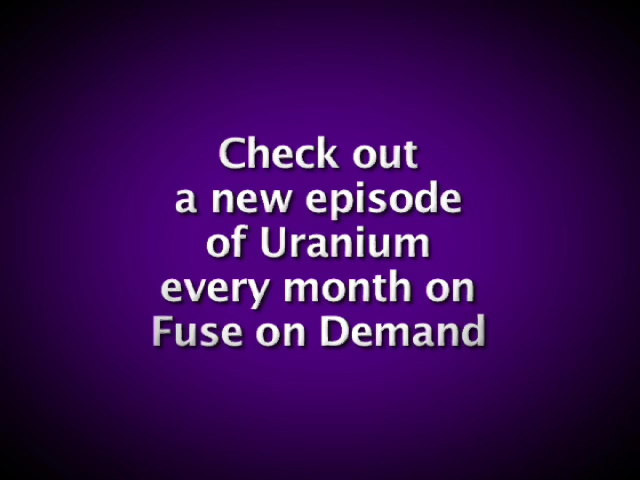 Check out
a new episode
of Uranium
every month on
Fuse on Demand